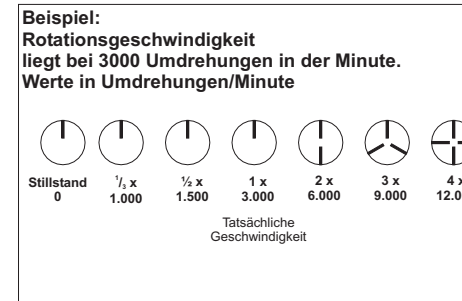 Beispiel:
Rotationsgeschwindigkeit
liegt bei 3000 Umdrehungen in der Minute.
Werte in Umdrehungen/Minute
Stillstand ¹/₃ x ½ x 1 x 2 x 3 x 4 x
0 1.000 1.500 3.000 6.000 9.000
Tatsächliche
Geschwindigkeit